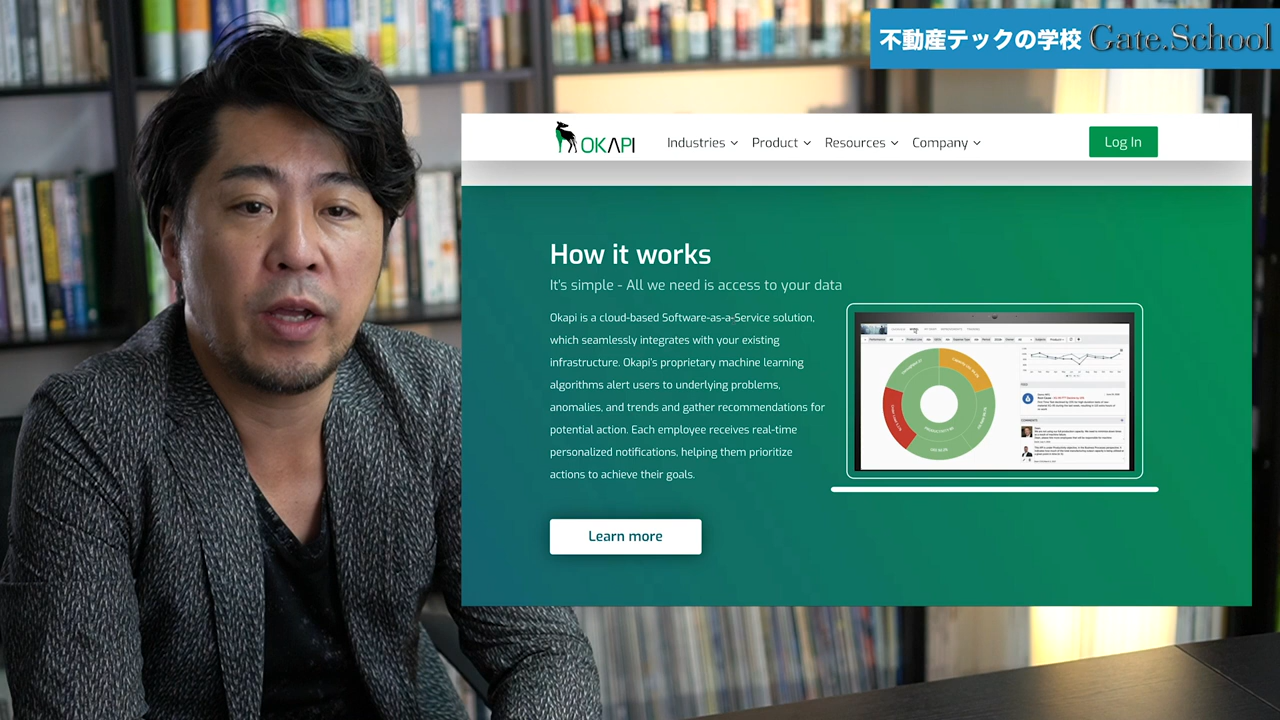 不動産テックの学校 Gate.School
OKAPI
Industries
Product
Resources
Company
Log In
How it works
It's simple - All we need is access to your data
Okapi is a cloud-based Software-as-a-Service solution,
which seamlessly integrates with your existing
infrastructure. Okapi's proprietary machine learning
algorithms alert users to underlying problems,
anomalies, and trends and gather recommendations for
potential action. Each employee receives real-time
personalized notifications, helping them prioritize
actions to achieve their goals.
Learn more